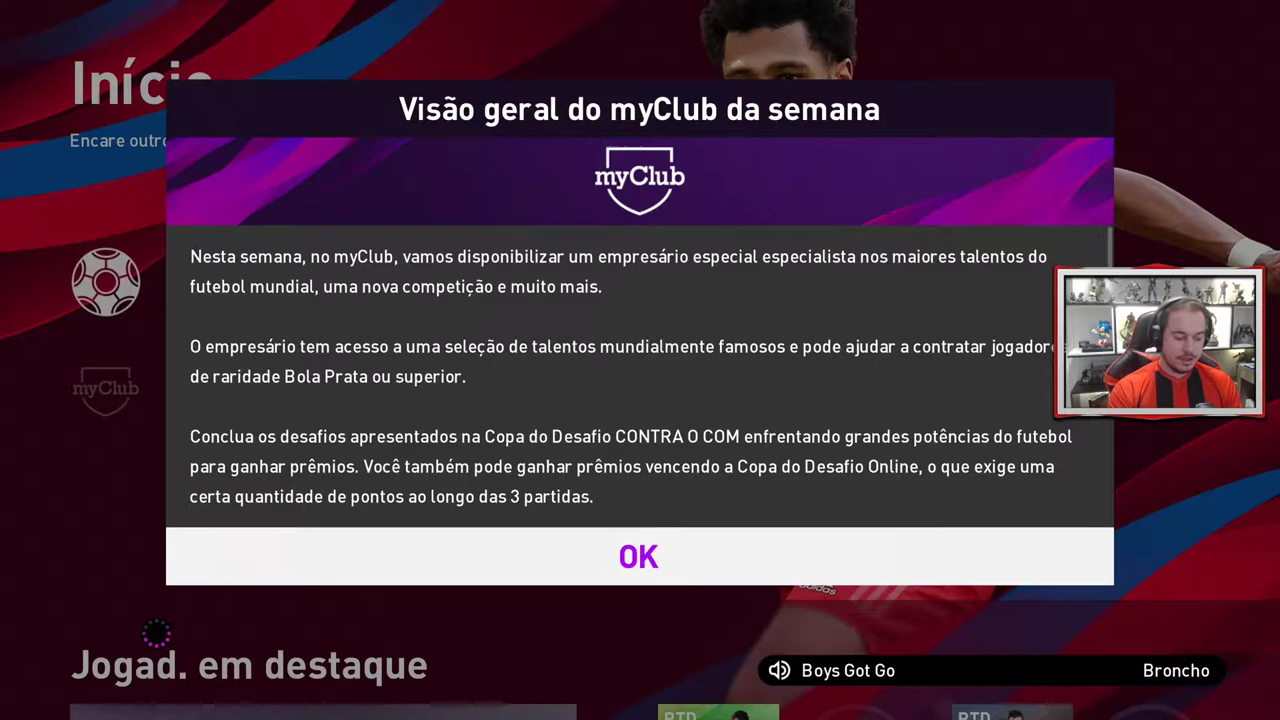 Início
Encare outro
Visão geral do myClub da semana
myClub
Nesta semana, no myClub, vamos disponibilizar um empresário especial especialista nos maiores talentos do
futebol mundial, uma nova competição e muito mais.
O empresário tem acesso a uma seleção de talentos mundialmente famosos e pode ajudar a contratar jogadore
de raridade Bola Prata ou superior.
Conclua os desafios apresentados na Copa do Desafio CONTRA O COM enfrentando grandes potências do futebol
para ganhar prêmios. Você também pode ganhar prêmios vencendo a Copa do Desafio Online, o que exige uma
certa quantidade de pontos ao longo das 3 partidas.
myClub
OK
adidas
Jogad. em destaque
Boys Got Go
Broncho
PTD
PTD